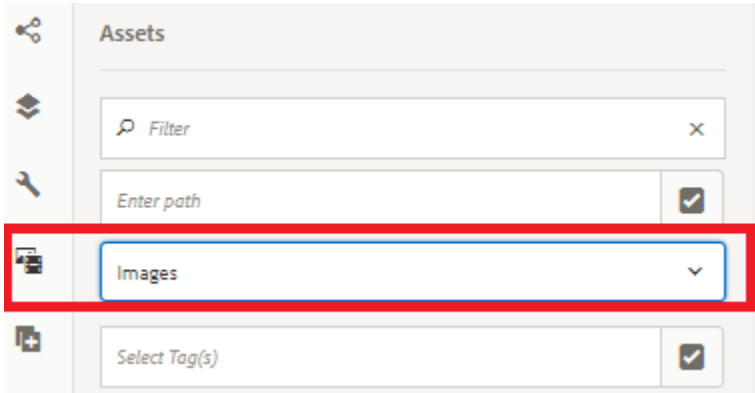 Assets
Filter
Enter path
Images
Select Tag(s)